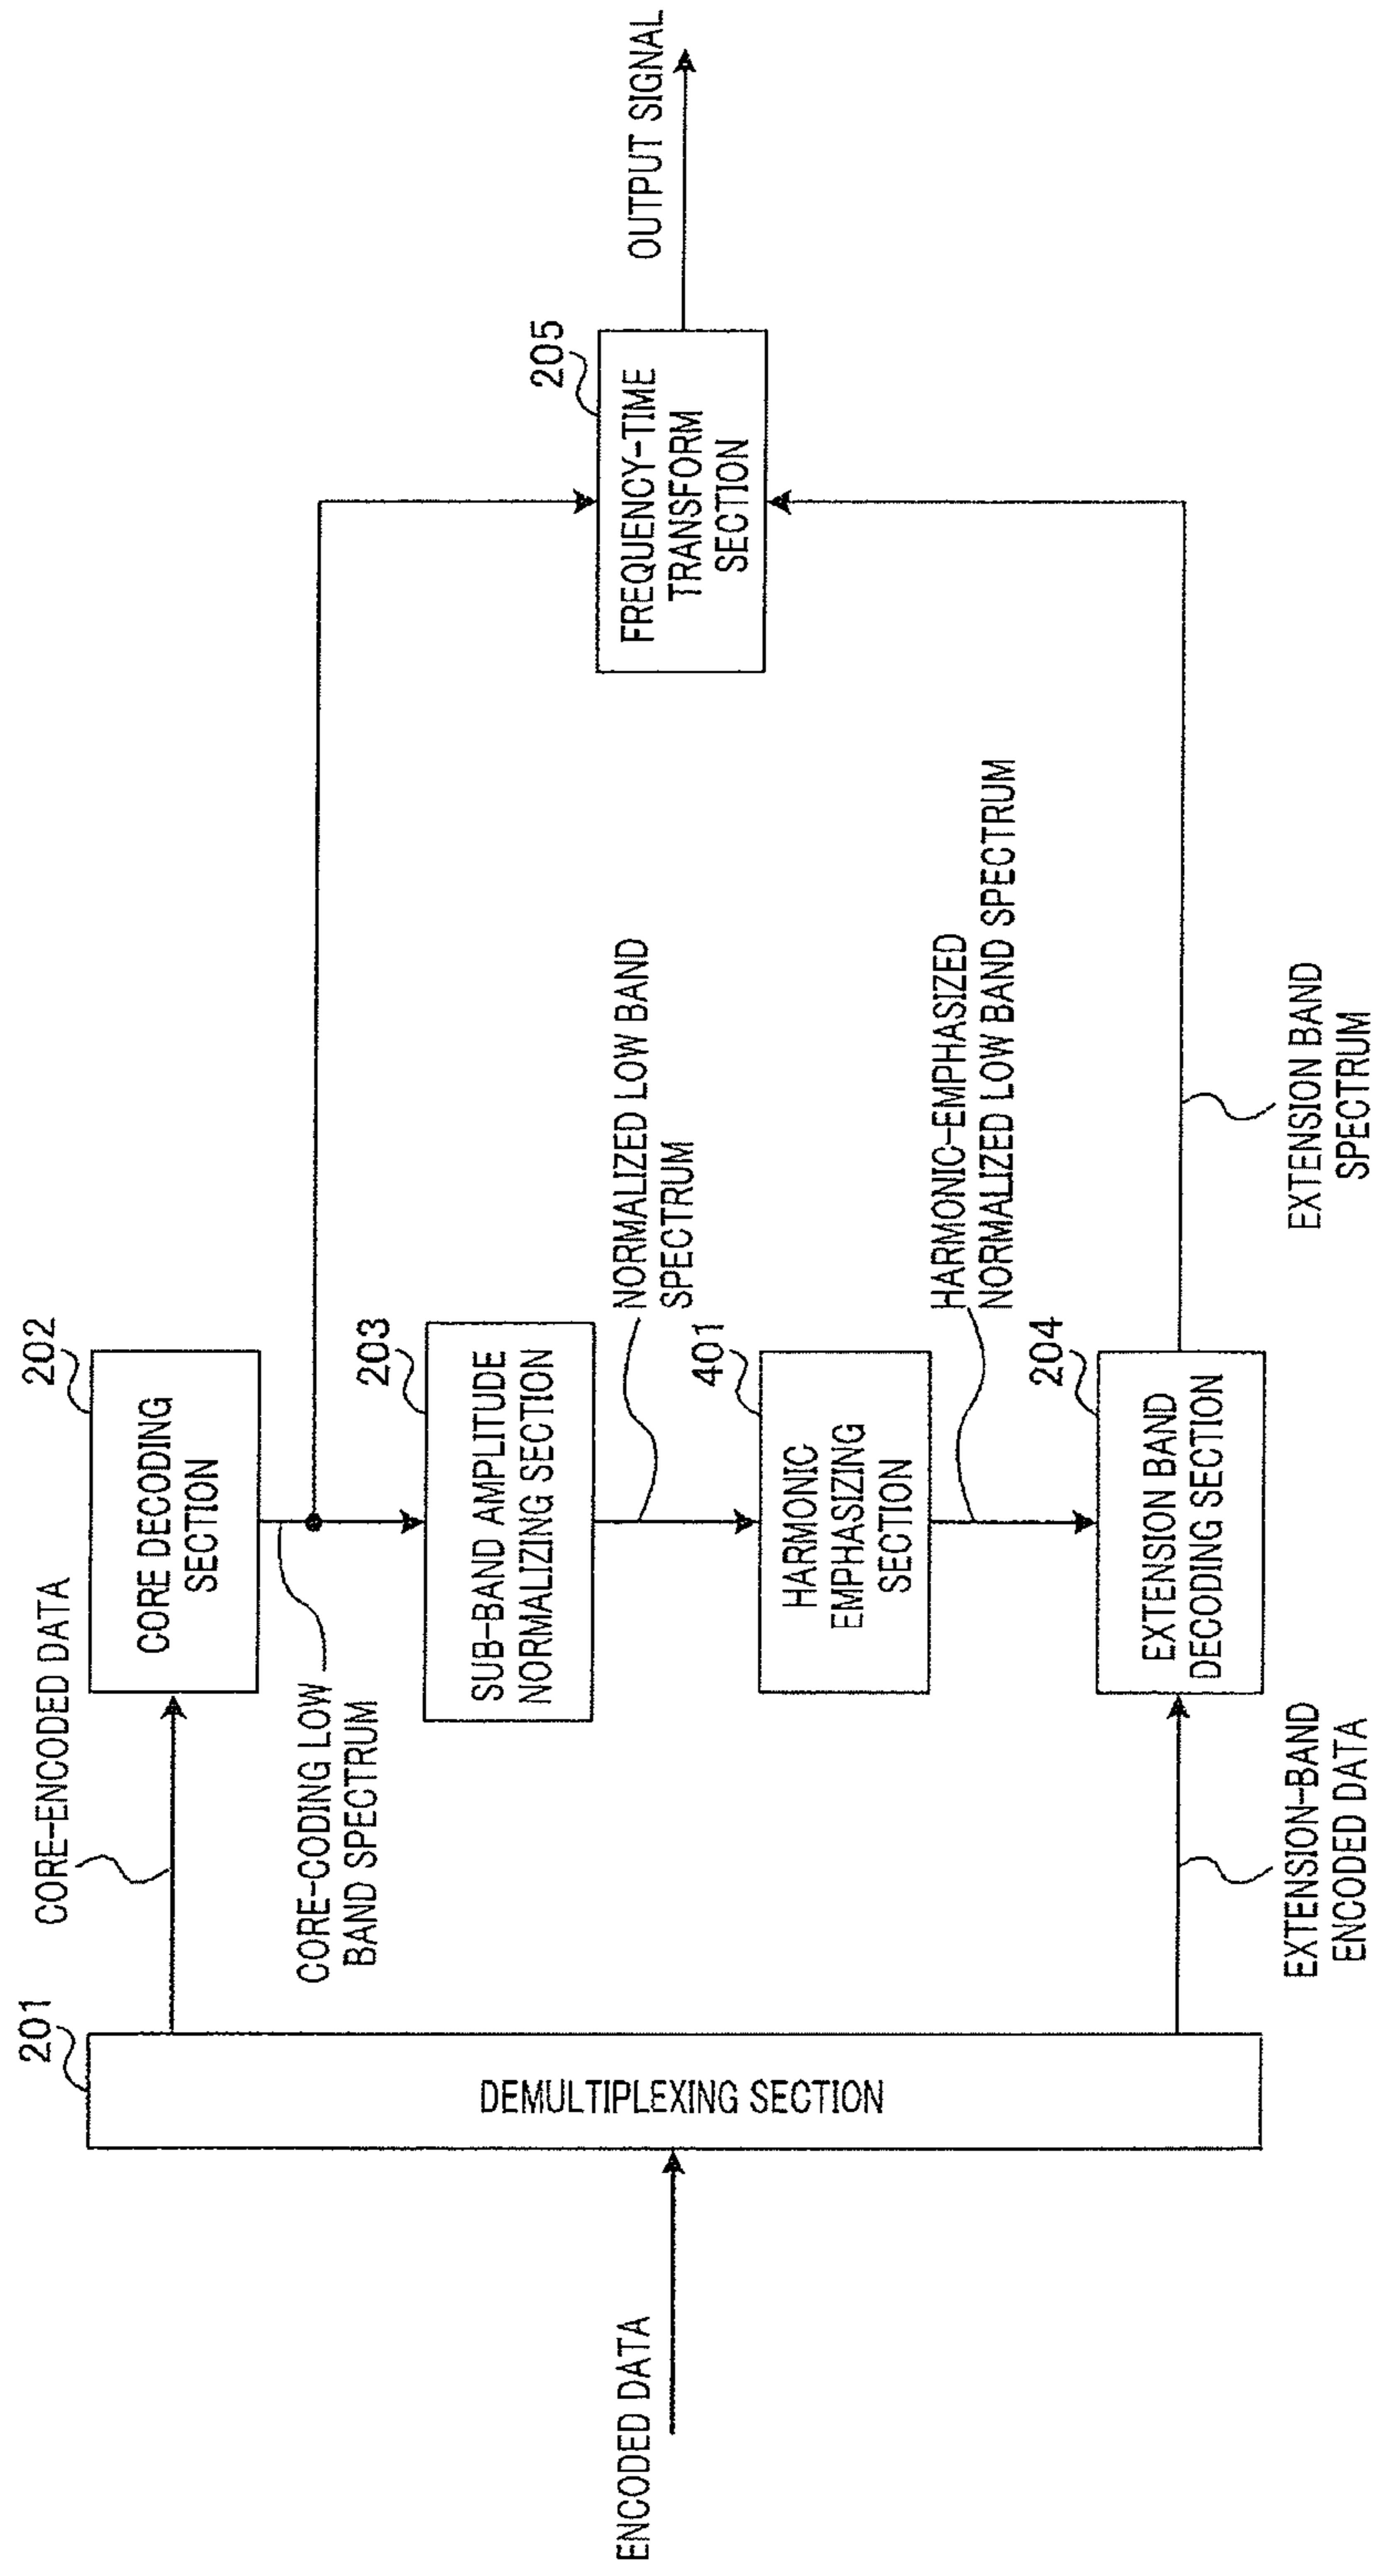 ENCODED DATA
201
DEMULTIPLEXING SECTION
CORE-ENCODED DATA
202
CORE DECODING
SECTION
CORE-CODING LOW
BAND SPECTRUM
203
SUB-BAND AMPLITUDE
NORMALIZING SECTION
NORMALIZED LOW BAND
SPECTRUM
401
HARMONIC
EMPHASIZING
SECTION
HARMONIC-EMPHASIZED
NORMALIZED LOW BAND SPECTRUM
EXTENSION-BAND
ENCODED DATA
204
EXTENSION BAND
DECODING SECTION
EXTENSION BAND
SPECTRUM
205
FREQUENCY-TIME
TRANSFORM
SECTION
OUTPUT SIGNAL